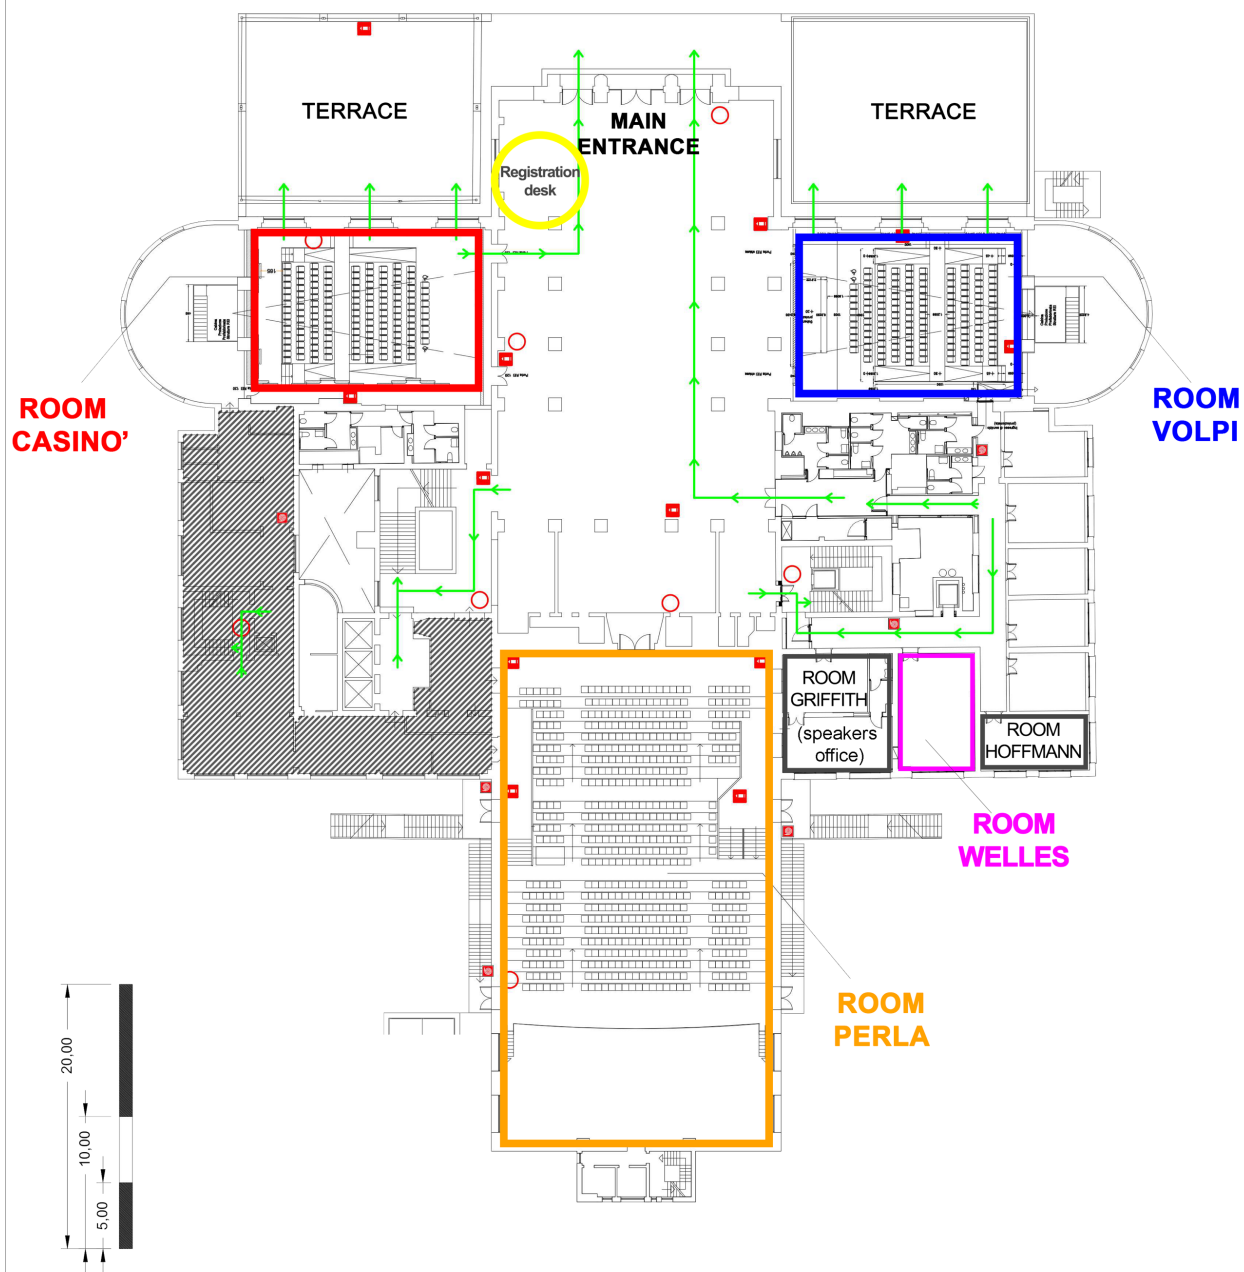 TERRACE
TERRACE
MAIN
ENTRANCE
Registration
desk
ROOM
CASINO’
ROOM
VOLPI
ROOM
GRIFFITH
(speakers
office)
ROOM
HOFFMANN
ROOM
WELLES
ROOM
PERLA
20,00
10,00
5,00